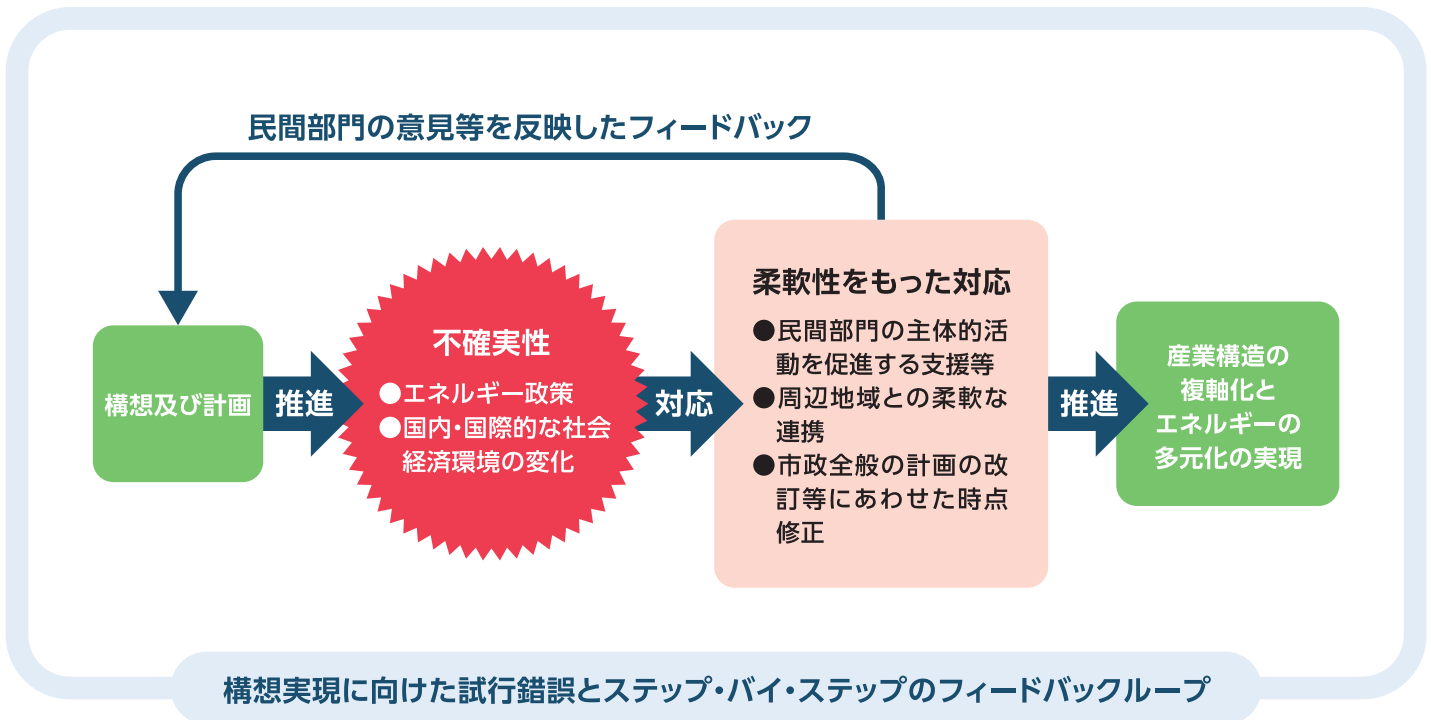 民間部門の意見等を反映したフィードバック
構想及び計画
推進
不確実性
●エネルギー政策
●国内・国際的な社会
経済環境の変化
対応
柔軟性をもった対応
●民間部門の主体的活
動を促進する支援等
●周辺地域との柔軟な
連携
●市政全般の計画の改
訂等にあわせた時点
修正
推進
産業構造の
複軸化と
エネルギーの
多元化の実現
構想実現に向けた試行錯誤とステップ・バイ・ステップのフィードバックループ